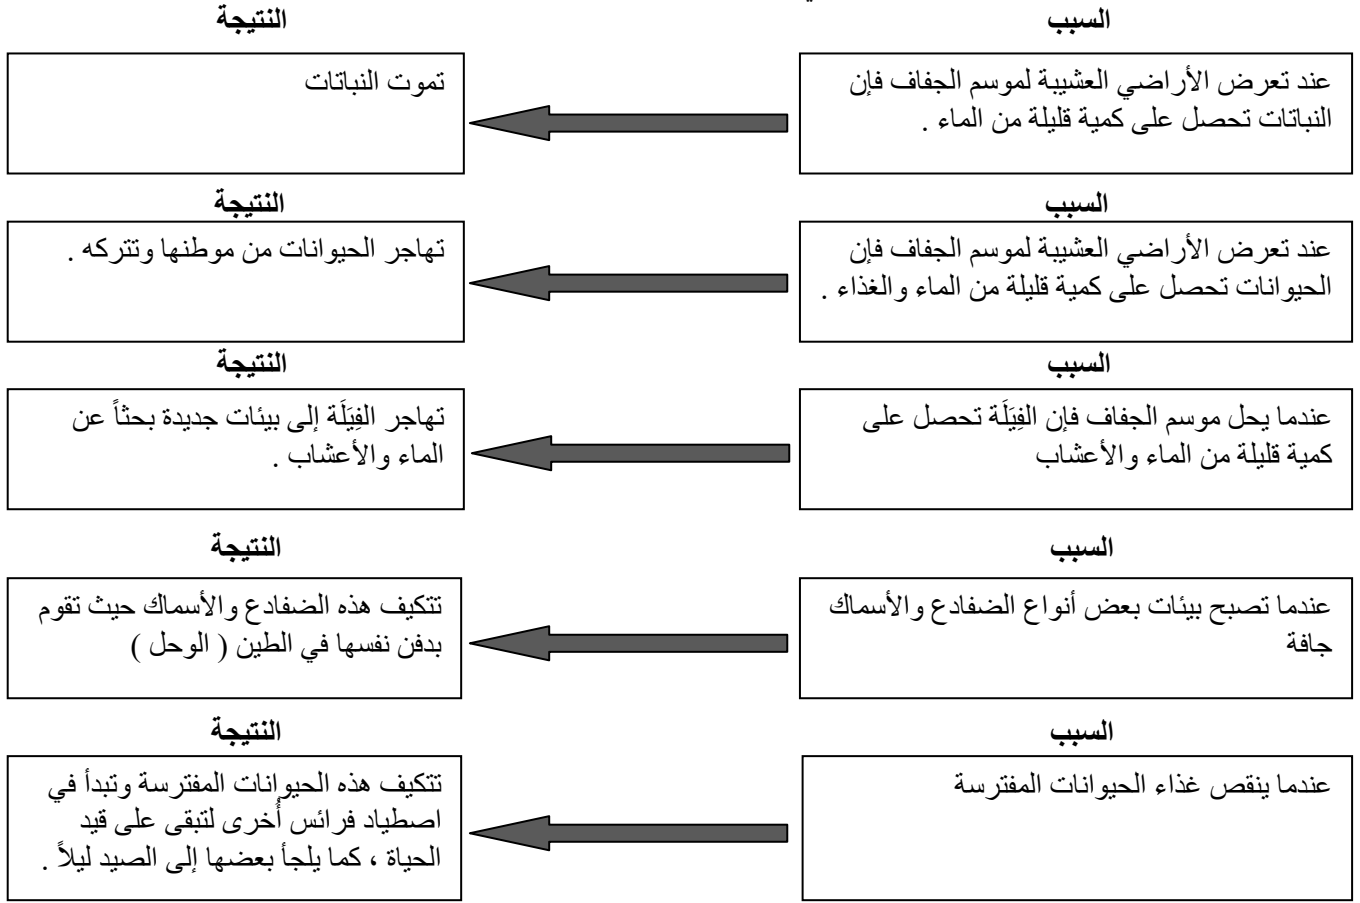 السبب
النتيجة
عند تعرض الأراضي العشيبة لموسم الجفاف فإن
النباتات تحصل على كمية قليلة من الماء .
تموت النباتات
السبب
النتيجة
عند تعرض الأراضي العشيبة لموسم الجفاف فإن
الحيوانات تحصل على كمية قليلة من الماء والغذاء .
تهاجر الحيوانات من موطنها وتتركه .
السبب
النتيجة
عندما يحل موسم الجفاف فإن الفِيَلَة تحصل على
كمية قليلة من الماء والأعشاب
تهاجر الفِيَلَة إلى بيئات جديدة بحثاً عن
الماء والأعشاب .
السبب
النتيجة
عندما تصبح بيئات بعض أنواع الضفادع والأسماك
جافة
تتكيف هذه الضفادع والأسماك حيث تقوم
بدفن نفسها في الطين ( الوحل )
السبب
النتيجة
عندما ينقص غذاء الحيوانات المفترسة
تتكيف هذه الحيوانات المفترسة وتبدأ في
اصطياد فرائس أُخرى لتبقى على قيد
الحياة ، كما يلجأ بعضها إلى الصيد ليلاً .